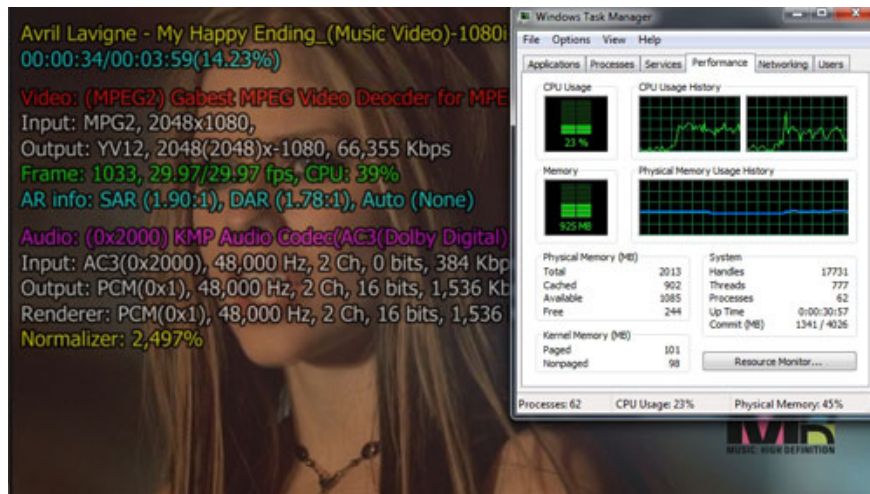 Avril Lavigne - My Happy Ending_(Music Video)-1080i
00:00:34/00:03:59(14.23%)
Video: (MPEG2) Gabest MPEG Video Deocder for MPE
Input: MPG2, 2048x1080,
Output: YV12, 2048(2048)x-1080, 66,355 Kbps
Frame: 1033, 29.97/29.97 fps, CPU: 39%
AR info: SAR (1.90:1), DAR (1.78:1), Auto (None)
Audio: (0x2000) KMP Audio Codec(AC3(Dolby Digital)
Input: AC3(0x2000), 48,000 Hz, 2 Ch, 0 bits, 384 Kbp
Output: PCM(0x1), 48,000 Hz, 2 Ch, 16 bits, 1,536 Kb
Renderer: PCM(0x1), 48,000 Hz, 2 Ch, 16 bits, 1,536
Normalizer: 2,497%
Windows Task Manager
File Options View Help
Applications Processes Services Performance Networking Users
CPU Usage CPU Usage History
23 %
Memory Physical Memory Usage History
925 MB
Physical Memory (MB)
Total 2013
Cached 902
Available 1085
Free 244
Kernel Memory (MB)
Paged 101
Nonpaged 98
System
Handles 17731
Threads 777
Processes 62
Up Time 0:00:30:57
Commit (MB) 1341 / 4026
Resource Monitor...
Processes: 62 CPU Usage: 23% Physical Memory: 45%
MUSIC: HIGH DEFINITION